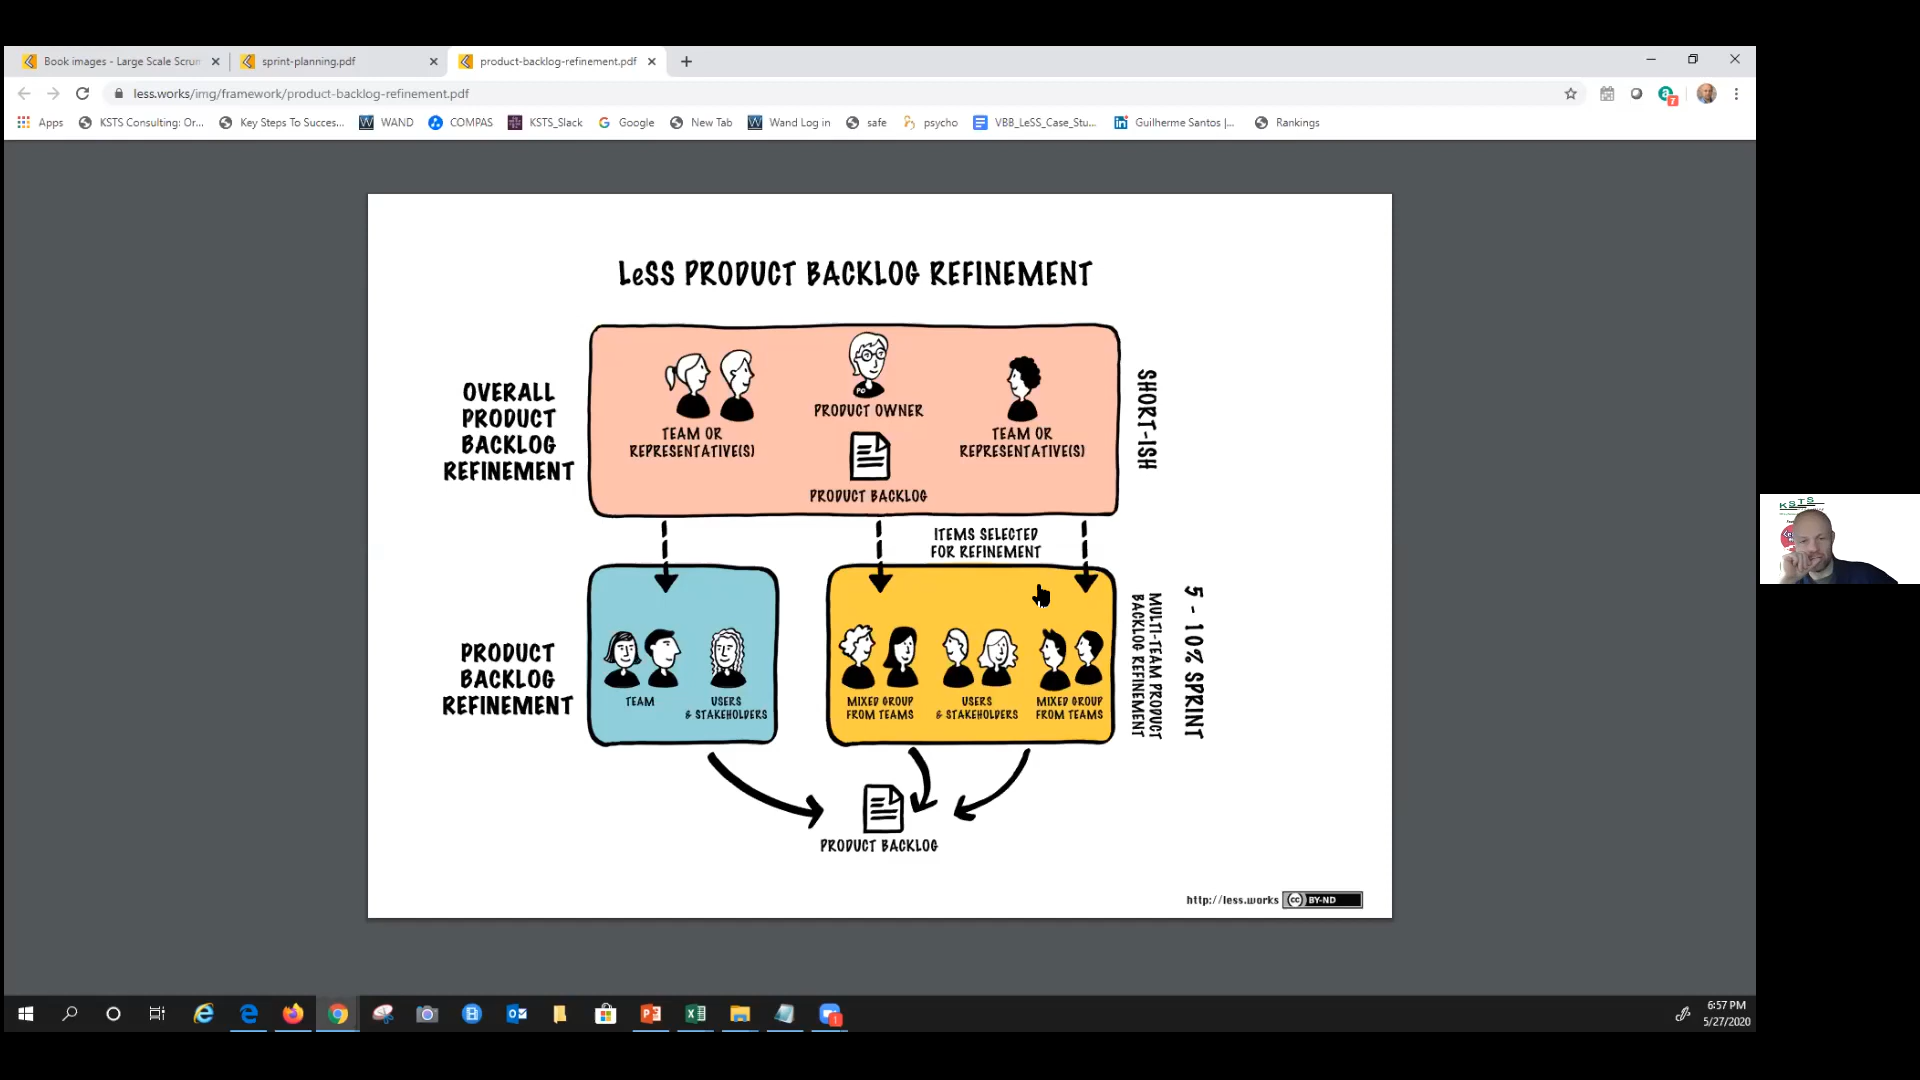 Book images - Large Scale Scrun
sprint-planning.pdf
product-backlog-refinement.pdf
less.works/img/framework/product-backlog-refinement.pdf
7
Apps
KSTS Consulting: Or...
Key Steps To Succes...
WAND
COMPAS
KSTS_Slack
Google
New Tab
Wand Log in
safe
psycho
VBB_LeSS_Case_Stu...
Guilherme Santos |...
Rankings
LeSS PRODUCT BACKLOG REFINEMENT
OVERALL
PRODUCT
BACKLOG
REFINEMENT
TEAM OR
REPRESENTATIVE(S)
PO
PRODUCT OWNER
PRODUCT BACKLOG
TEAM OR
REPRESENTATIVE(S)
SHORT-ISH
ITEMS SELECTED
FOR REFINEMENT
PRODUCT
BACKLOG
REFINEMENT
TEAM
USERS
& STAKEHOLDERS
MIXED GROUP
FROM TEAMS
USERS
& STAKEHOLDERS
MIXED GROUP
FROM TEAMS
MULTI-TEAM PRODUCT
BACKLOG REFINEMENT
5 - 10% SPRINT
PRODUCT BACKLOG
http://less.works
cc BY-ND
KSTS
6:57 PM
5/27/2020